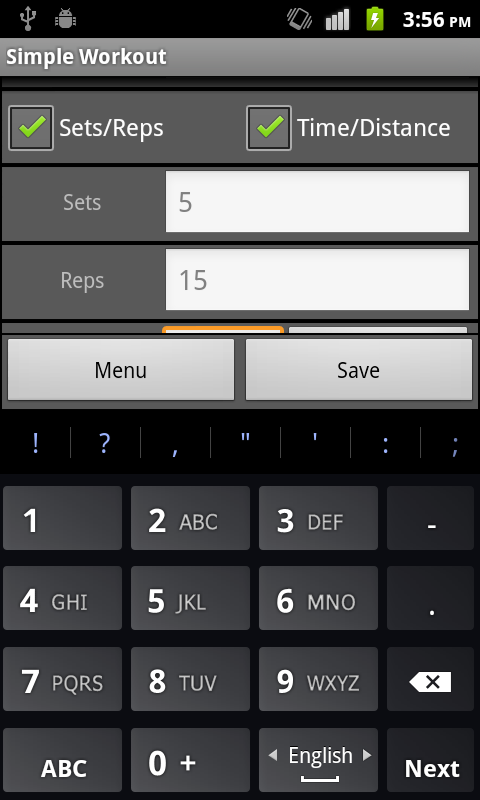 3:56 PM
Simple Workout
Sets/Reps Time/Distance
Sets 5
Reps 15
Menu Save
! ? , " ' : ;
1 2 ABC 3 DEF -
4 GHI 5 JKL 6 MNO .
7 PQRS 8 TUV 9 WXYZ
ABC 0 + English Next